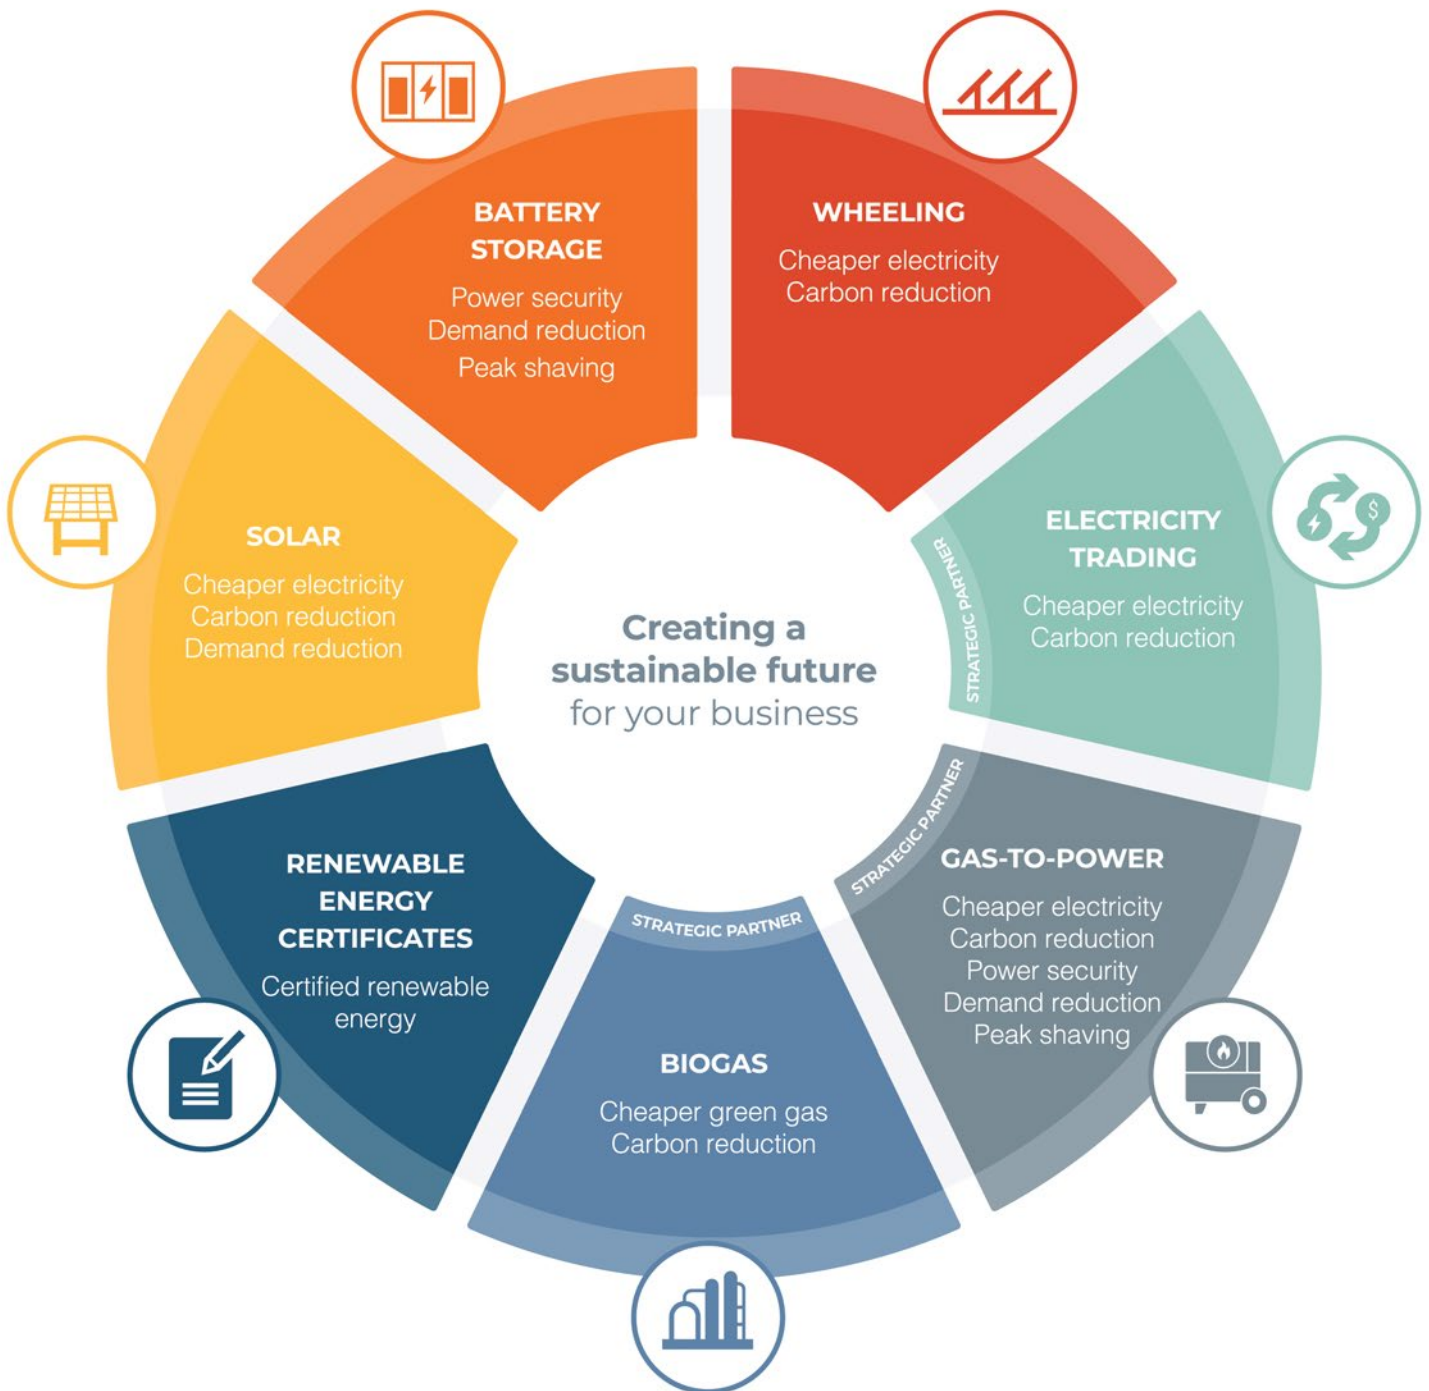 BATTERY
STORAGE
Power security
Demand reduction
Peak shaving
WHEELING
Cheaper electricity
Carbon reduction
ELECTRICITY
TRADING
Cheaper electricity
Carbon reduction
STRATEGIC PARTNER
$
GAS-TO-POWER
Cheaper electricity
Carbon reduction
Power security
Demand reduction
Peak shaving
STRATEGIC PARTNER
BIOGAS
Cheaper green gas
Carbon reduction
STRATEGIC PARTNER
RENEWABLE
ENERGY
CERTIFICATES
Certified renewable
energy
SOLAR
Cheaper electricity
Carbon reduction
Demand reduction
Creating a
sustainable future
for your business